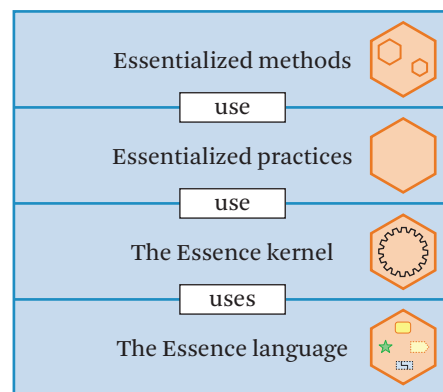 Essentialized methods
use
Essentialized practices
use
The Essence kernel
uses
The Essence language